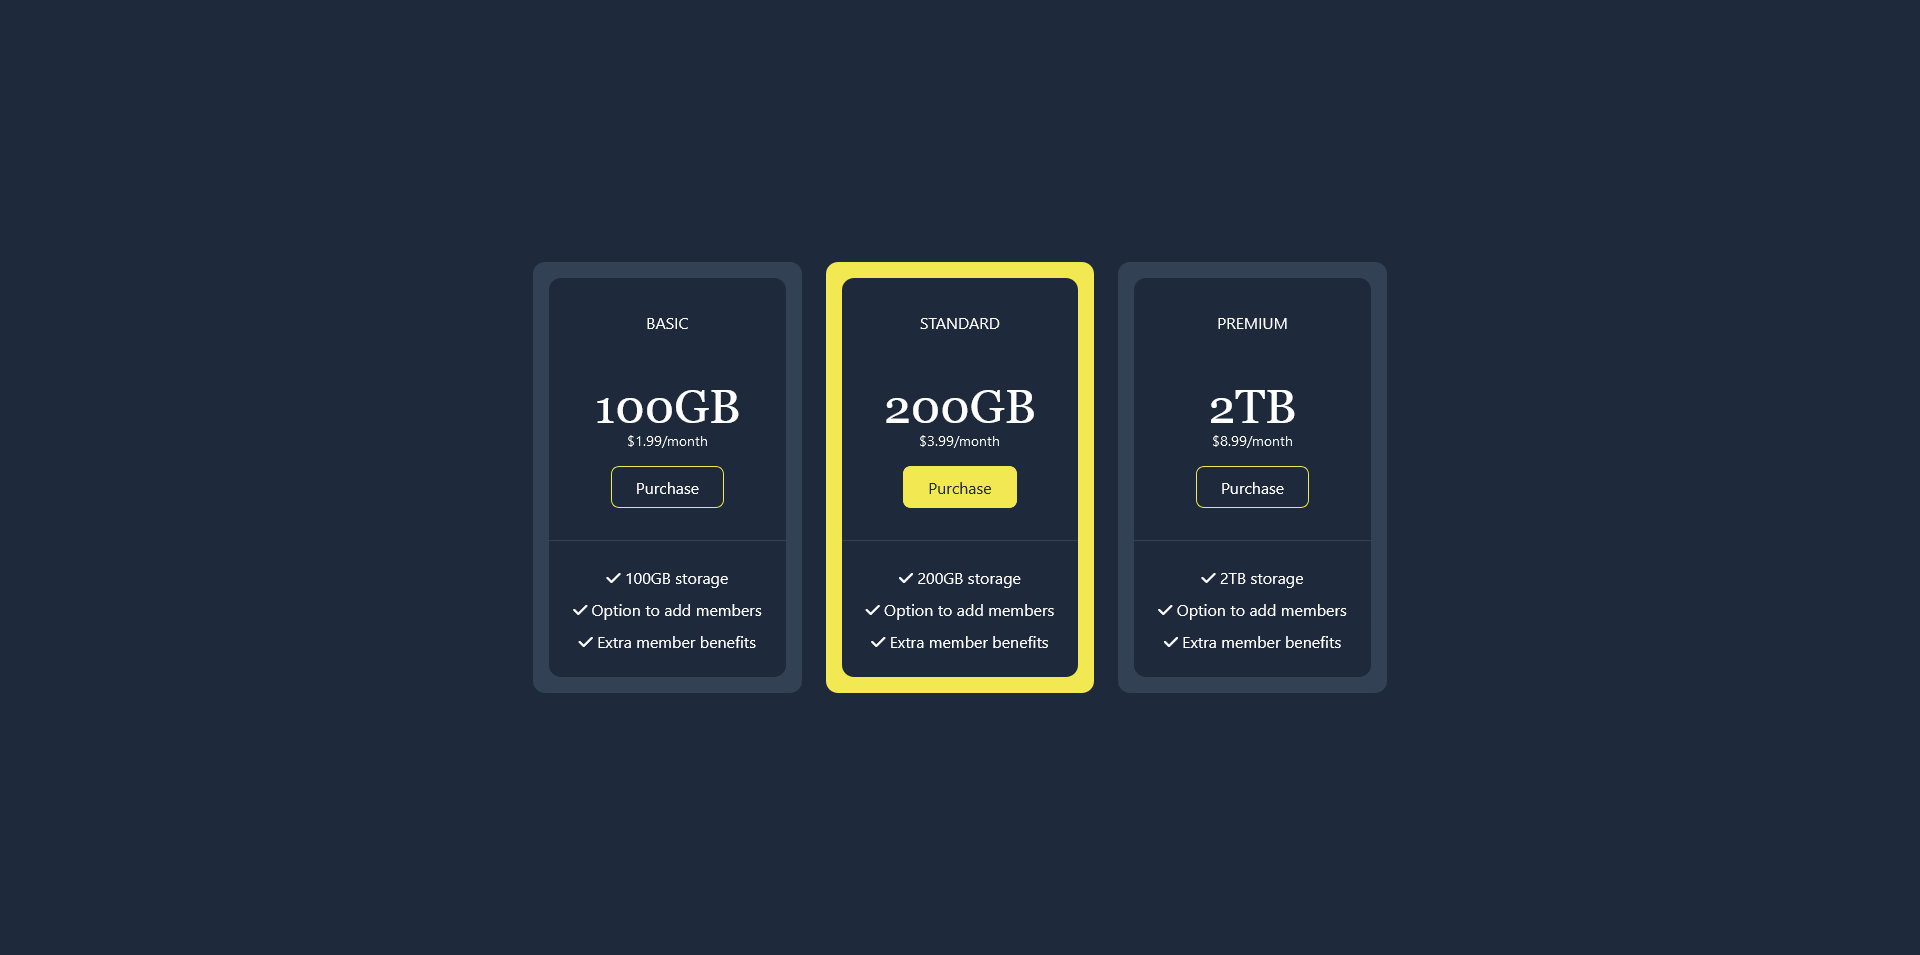 BASIC
100GB
$1.99/month
Purchase
100GB storage
Option to add members
Extra member benefits
STANDARD
200GB
$3.99/month
Purchase
200GB storage
Option to add members
Extra member benefits
PREMIUM
2TB
$8.99/month
Purchase
2TB storage
Option to add members
Extra member benefits